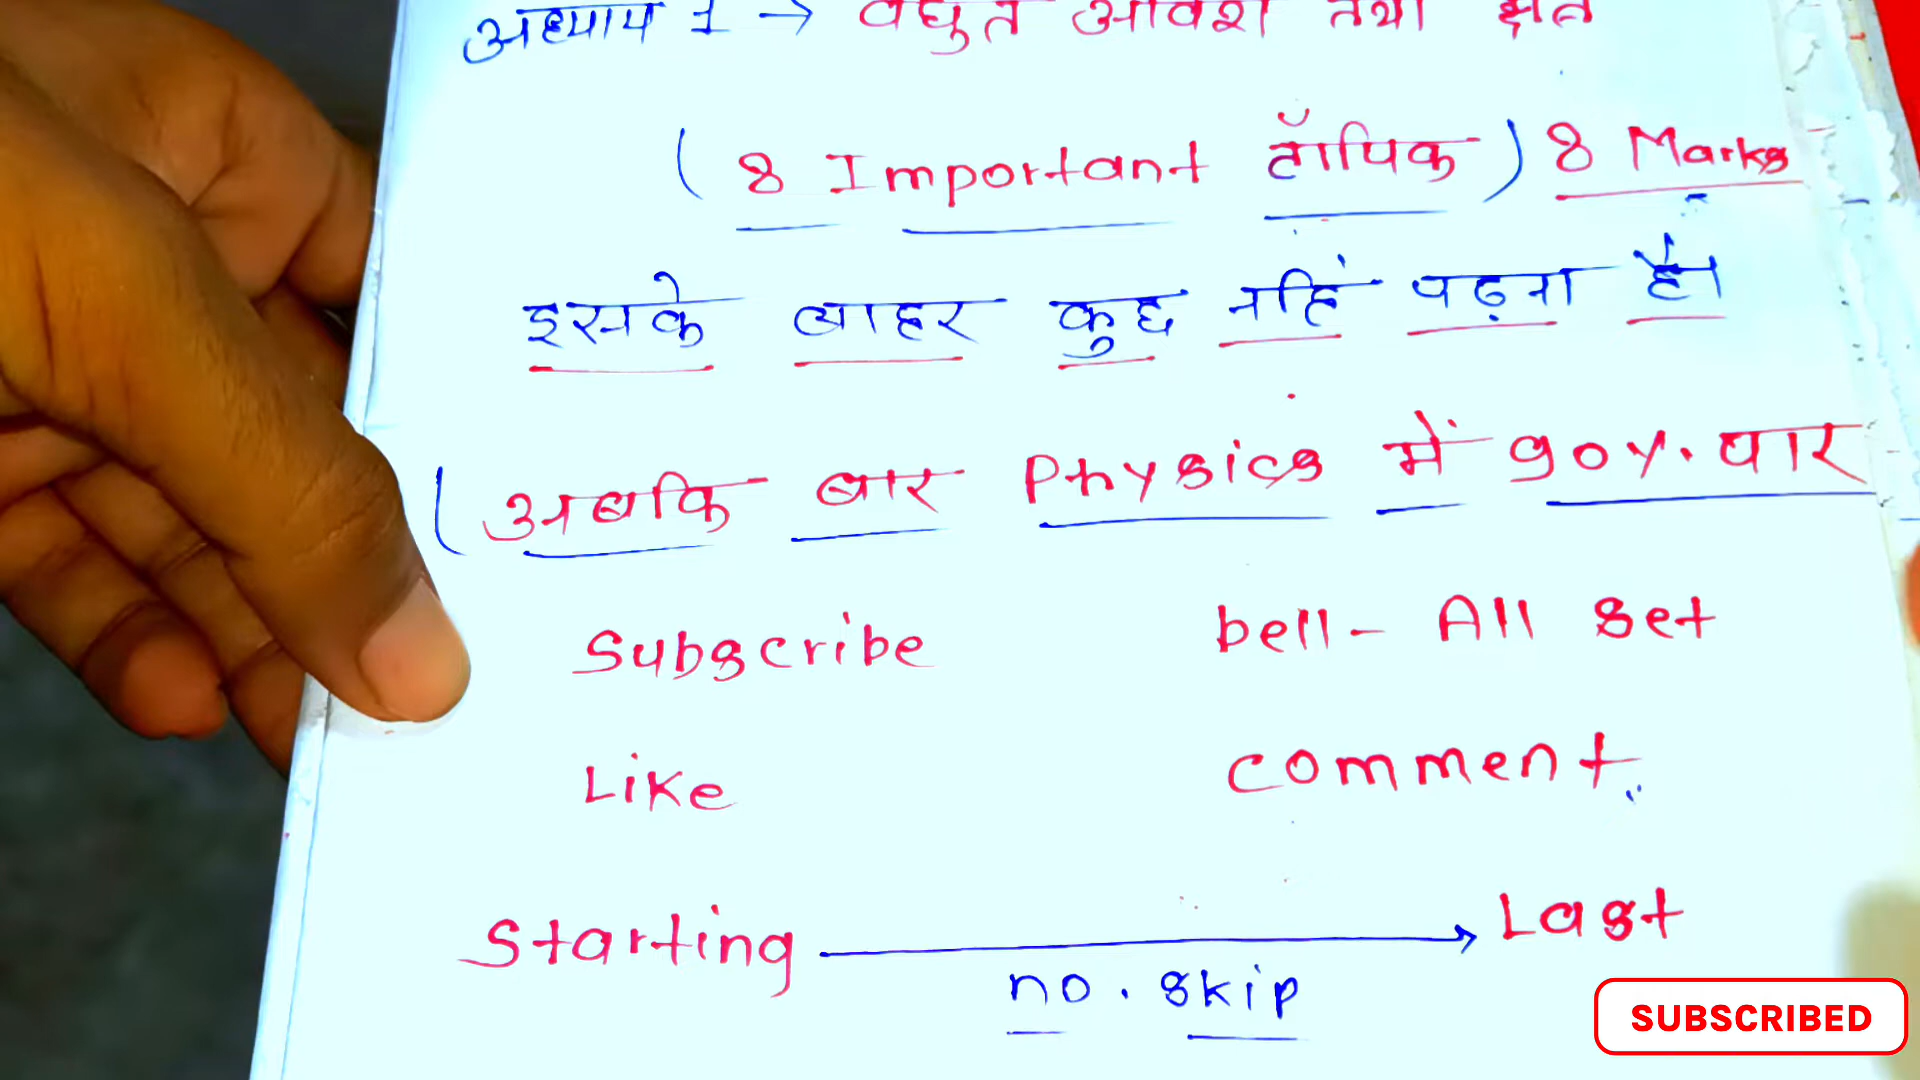 अध्याय 1 → विद्युत आवेश तथा क्षेत्र
( 8 Important टॉपिक ) 8 Marks
इसके बाहर कुछ नहिं पढ़ना है।
( अबकि बार Physics में 90%. पार
Subscribe bell - All set
Like comment.
Starting → Last
no. skip
SUBSCRIBED